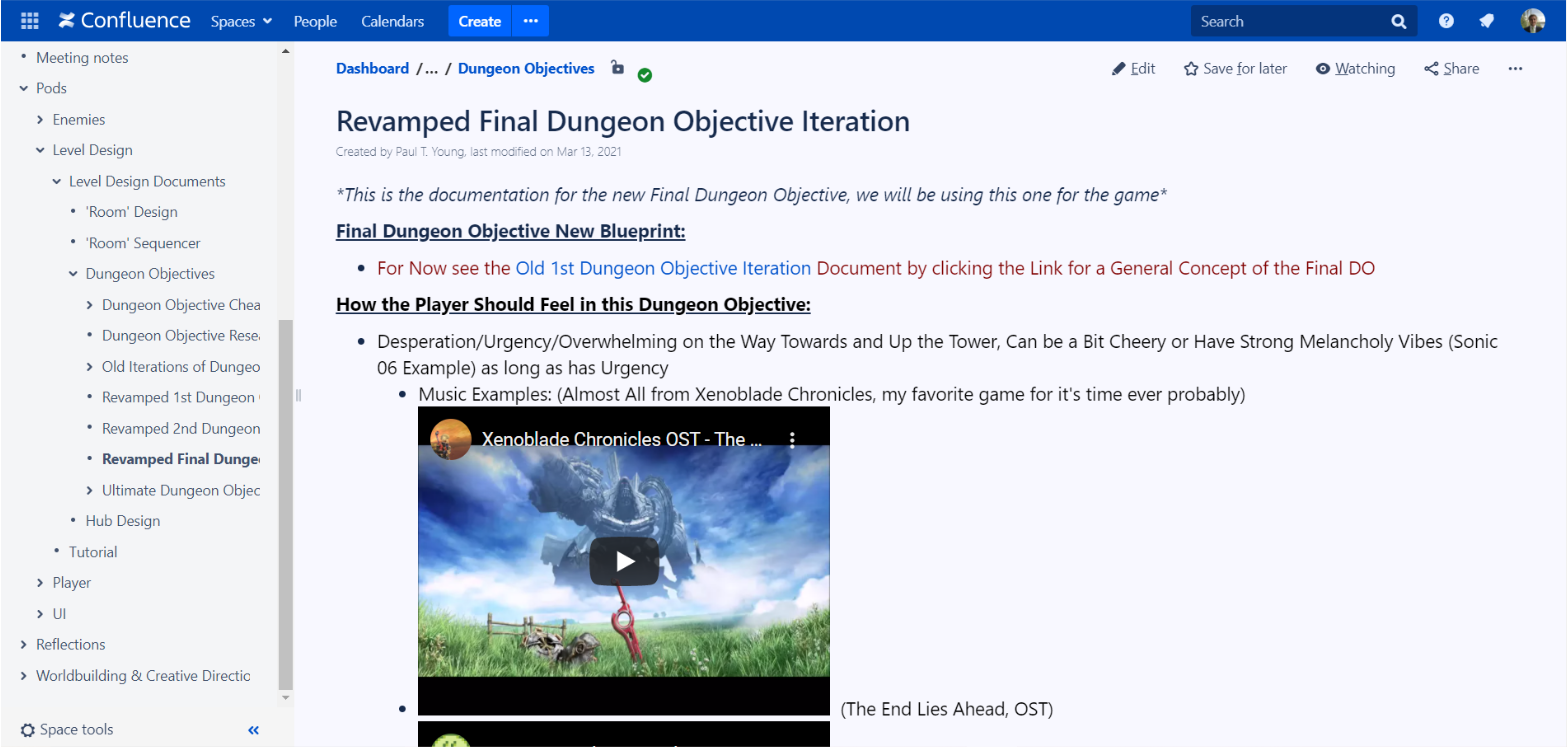 Confluence Spaces People Calendars Create ··· Search
Meeting notes
Pods
Enemies
Level Design
Level Design Documents
'Room' Design
'Room' Sequencer
Dungeon Objectives
Dungeon Objective Chea
Dungeon Objective Rese
Old Iterations of Dungeo
Revamped 1st Dungeon
Revamped 2nd Dungeon
Revamped Final Dunge
Ultimate Dungeon Objec
Hub Design
Tutorial
Player
UI
Reflections
Worldbuilding & Creative Directio
Space tools
Dashboard /... / Dungeon Objectives
Edit Save for later Watching Share ···
Revamped Final Dungeon Objective Iteration
Created by Paul T. Young, last modified on Mar 13, 2021
*This is the documentation for the new Final Dungeon Objective, we will be using this one for the game*
Final Dungeon Objective New Blueprint:
• For Now see the Old 1st Dungeon Objective Iteration Document by clicking the Link for a General Concept of the Final DO
How the Player Should Feel in this Dungeon Objective:
• Desperation/Urgency/Overwhelming on the Way Towards and Up the Tower, Can be a Bit Cheery or Have Strong Melancholy Vibes (Sonic
06 Example) as long as has Urgency
• Music Examples: (Almost All from Xenoblade Chronicles, my favorite game for it's time ever probably)
Xenoblade Chronicles OST - The ...
• (The End Lies Ahead, OST)